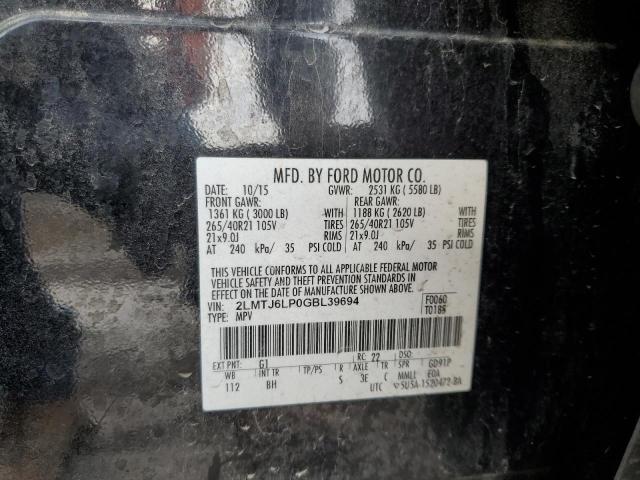 MFD. BY FORD MOTOR CO.
DATE: 10/15 GVWR: 2531 KG ( 5580 LB)
FRONT GAWR: REAR GAWR:
1361 KG ( 3000 LB) WITH 1188 KG ( 2620 LB) WITH
265/40R21 105V TIRES 265/40R21 105V TIRES
21x9.0J RIMS 21x9.0J RIMS
AT 240 kPa/ 35 PSI COLD AT 240 kPa/ 35 PSI COLD
THIS VEHICLE CONFORMS TO ALL APPLICABLE FEDERAL MOTOR
VEHICLE SAFETY AND THEFT PREVENTION STANDARDS IN
EFFECT ON THE DATE OF MANUFACTURE SHOWN ABOVE.
VIN: 2LMTJ6LP0GBL39694 F0060
TYPE: MPV T0185
EXT PNT: G1 RC: 22 DSO:
WB INT TR TP/PS R AXLE TR SPR GD91P
112 BH S 3E C MMLL EOA
UTC 5U5A-1520472-BA